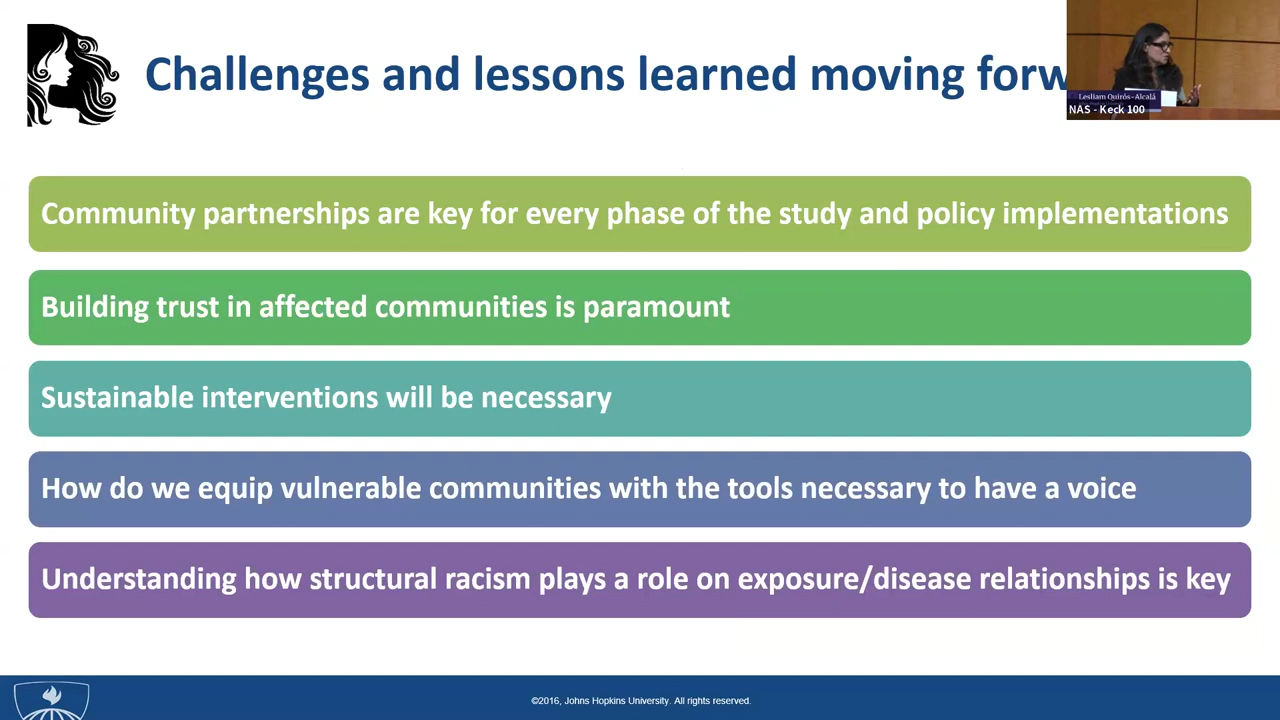 Challenges and lessons learned moving forw
Lesliam Quirós-Alcalá
NAS - Keck 100
Community partnerships are key for every phase of the study and policy implementations
Building trust in affected communities is paramount
Sustainable interventions will be necessary
How do we equip vulnerable communities with the tools necessary to have a voice
Understanding how structural racism plays a role on exposure/disease relationships is key
©2016, Johns Hopkins University. All rights reserved.